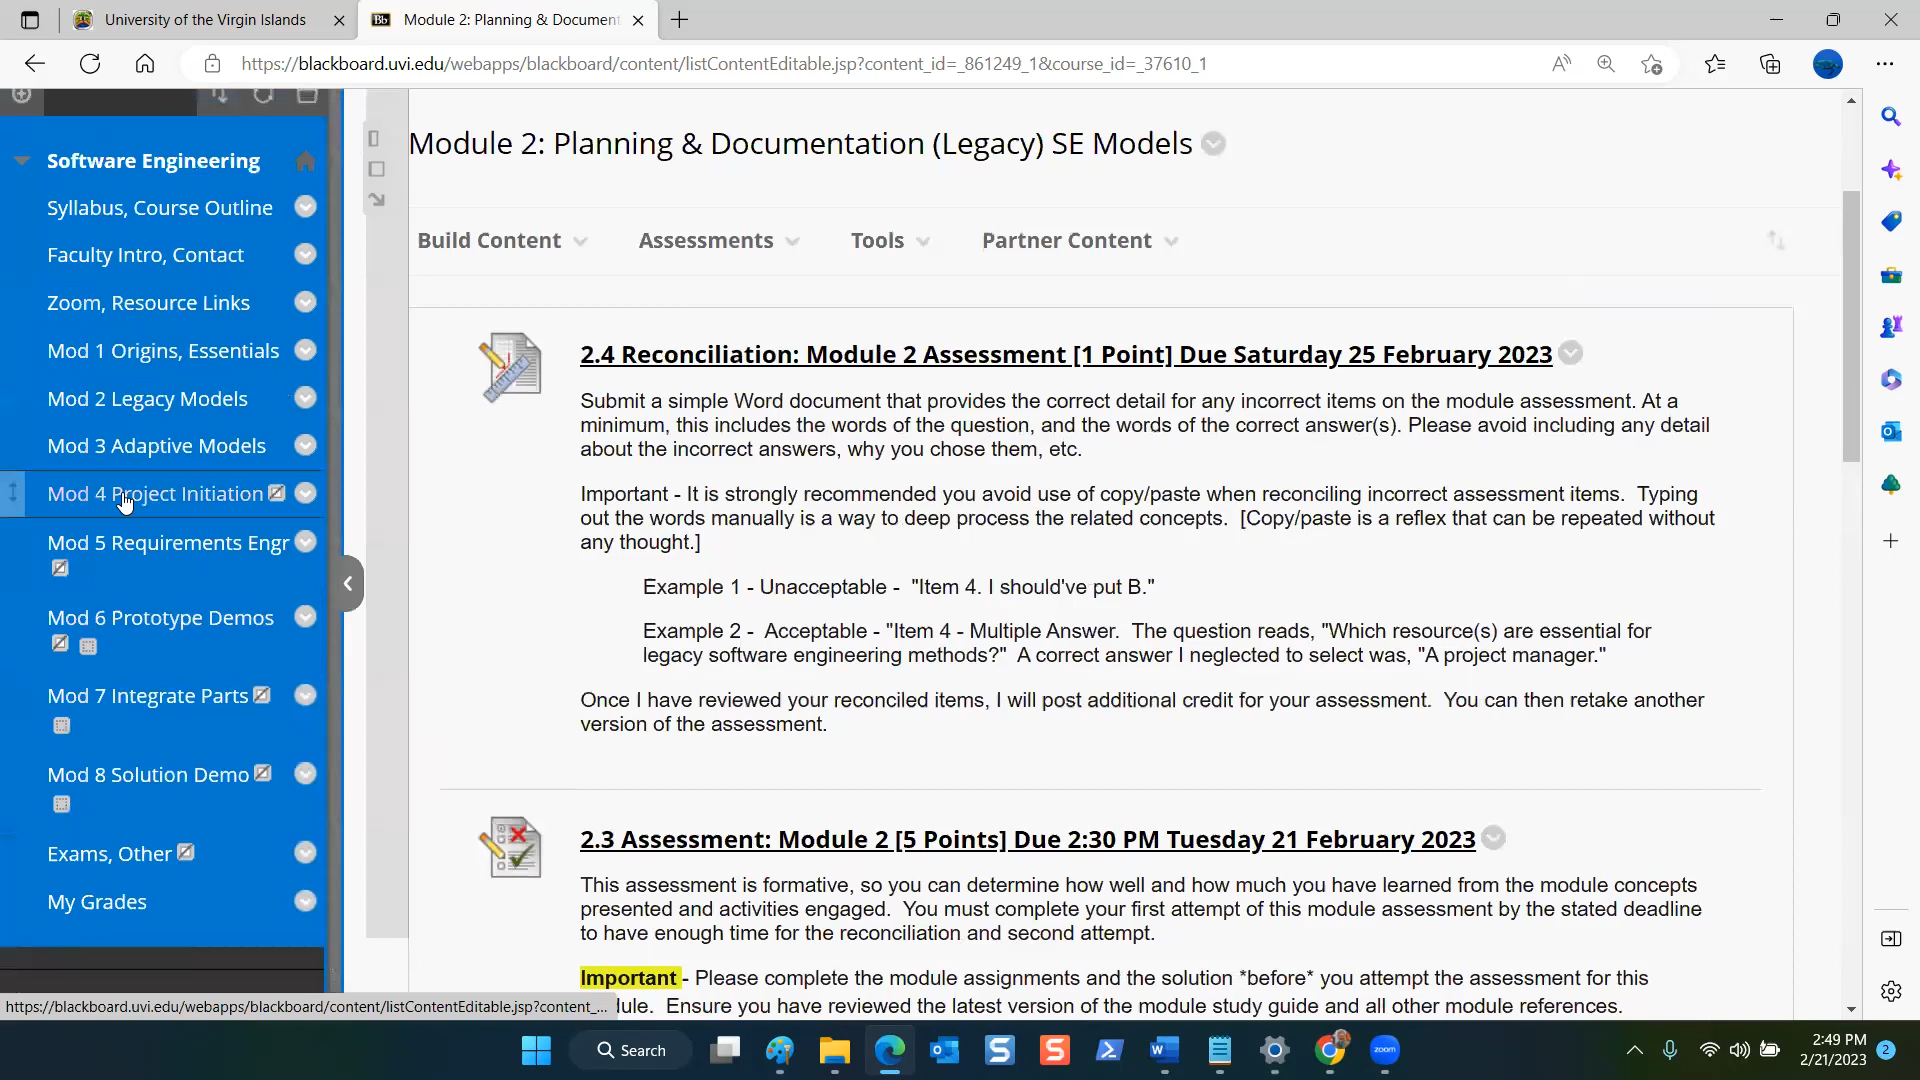 University of the Virgin Islands
Bb
Module 2: Planning & Document
https://blackboard.uvi.edu/webapps/blackboard/content/listContentEditable.jsp?content_id=_861249_1&course_id=_37610_1
Software Engineering
Syllabus, Course Outline
Faculty Intro, Contact
Zoom, Resource Links
Mod 1 Origins, Essentials
Mod 2 Legacy Models
Mod 3 Adaptive Models
Mod 4 Project Initiation
Mod 5 Requirements Engr
Mod 6 Prototype Demos
Mod 7 Integrate Parts
Mod 8 Solution Demo
Exams, Other
My Grades
Module 2: Planning & Documentation (Legacy) SE Models
Build Content Assessments Tools Partner Content
2.4 Reconciliation: Module 2 Assessment [1 Point] Due Saturday 25 February 2023
Submit a simple Word document that provides the correct detail for any incorrect items on the module assessment. At a
minimum, this includes the words of the question, and the words of the correct answer(s). Please avoid including any detail
about the incorrect answers, why you chose them, etc.
Important - It is strongly recommended you avoid use of copy/paste when reconciling incorrect assessment items. Typing
out the words manually is a way to deep process the related concepts. [Copy/paste is a reflex that can be repeated without
any thought.]
Example 1 - Unacceptable - "Item 4. I should've put B."
Example 2 - Acceptable - "Item 4 - Multiple Answer. The question reads, "Which resource(s) are essential for
legacy software engineering methods?" A correct answer I neglected to select was, "A project manager."
Once I have reviewed your reconciled items, I will post additional credit for your assessment. You can then retake another
version of the assessment.
2.3 Assessment: Module 2 [5 Points] Due 2:30 PM Tuesday 21 February 2023
This assessment is formative, so you can determine how well and how much you have learned from the module concepts
presented and activities engaged. You must complete your first attempt of this module assessment by the stated deadline
to have enough time for the reconciliation and second attempt.
Important - Please complete the module assignments and the solution *before* you attempt the assessment for this
dule. Ensure you have reviewed the latest version of the module study guide and all other module references.
https://blackboard.uvi.edu/webapps/blackboard/content/listContentEditable.jsp?content_...
Search
zoom
2:49 PM
2/21/2023
2